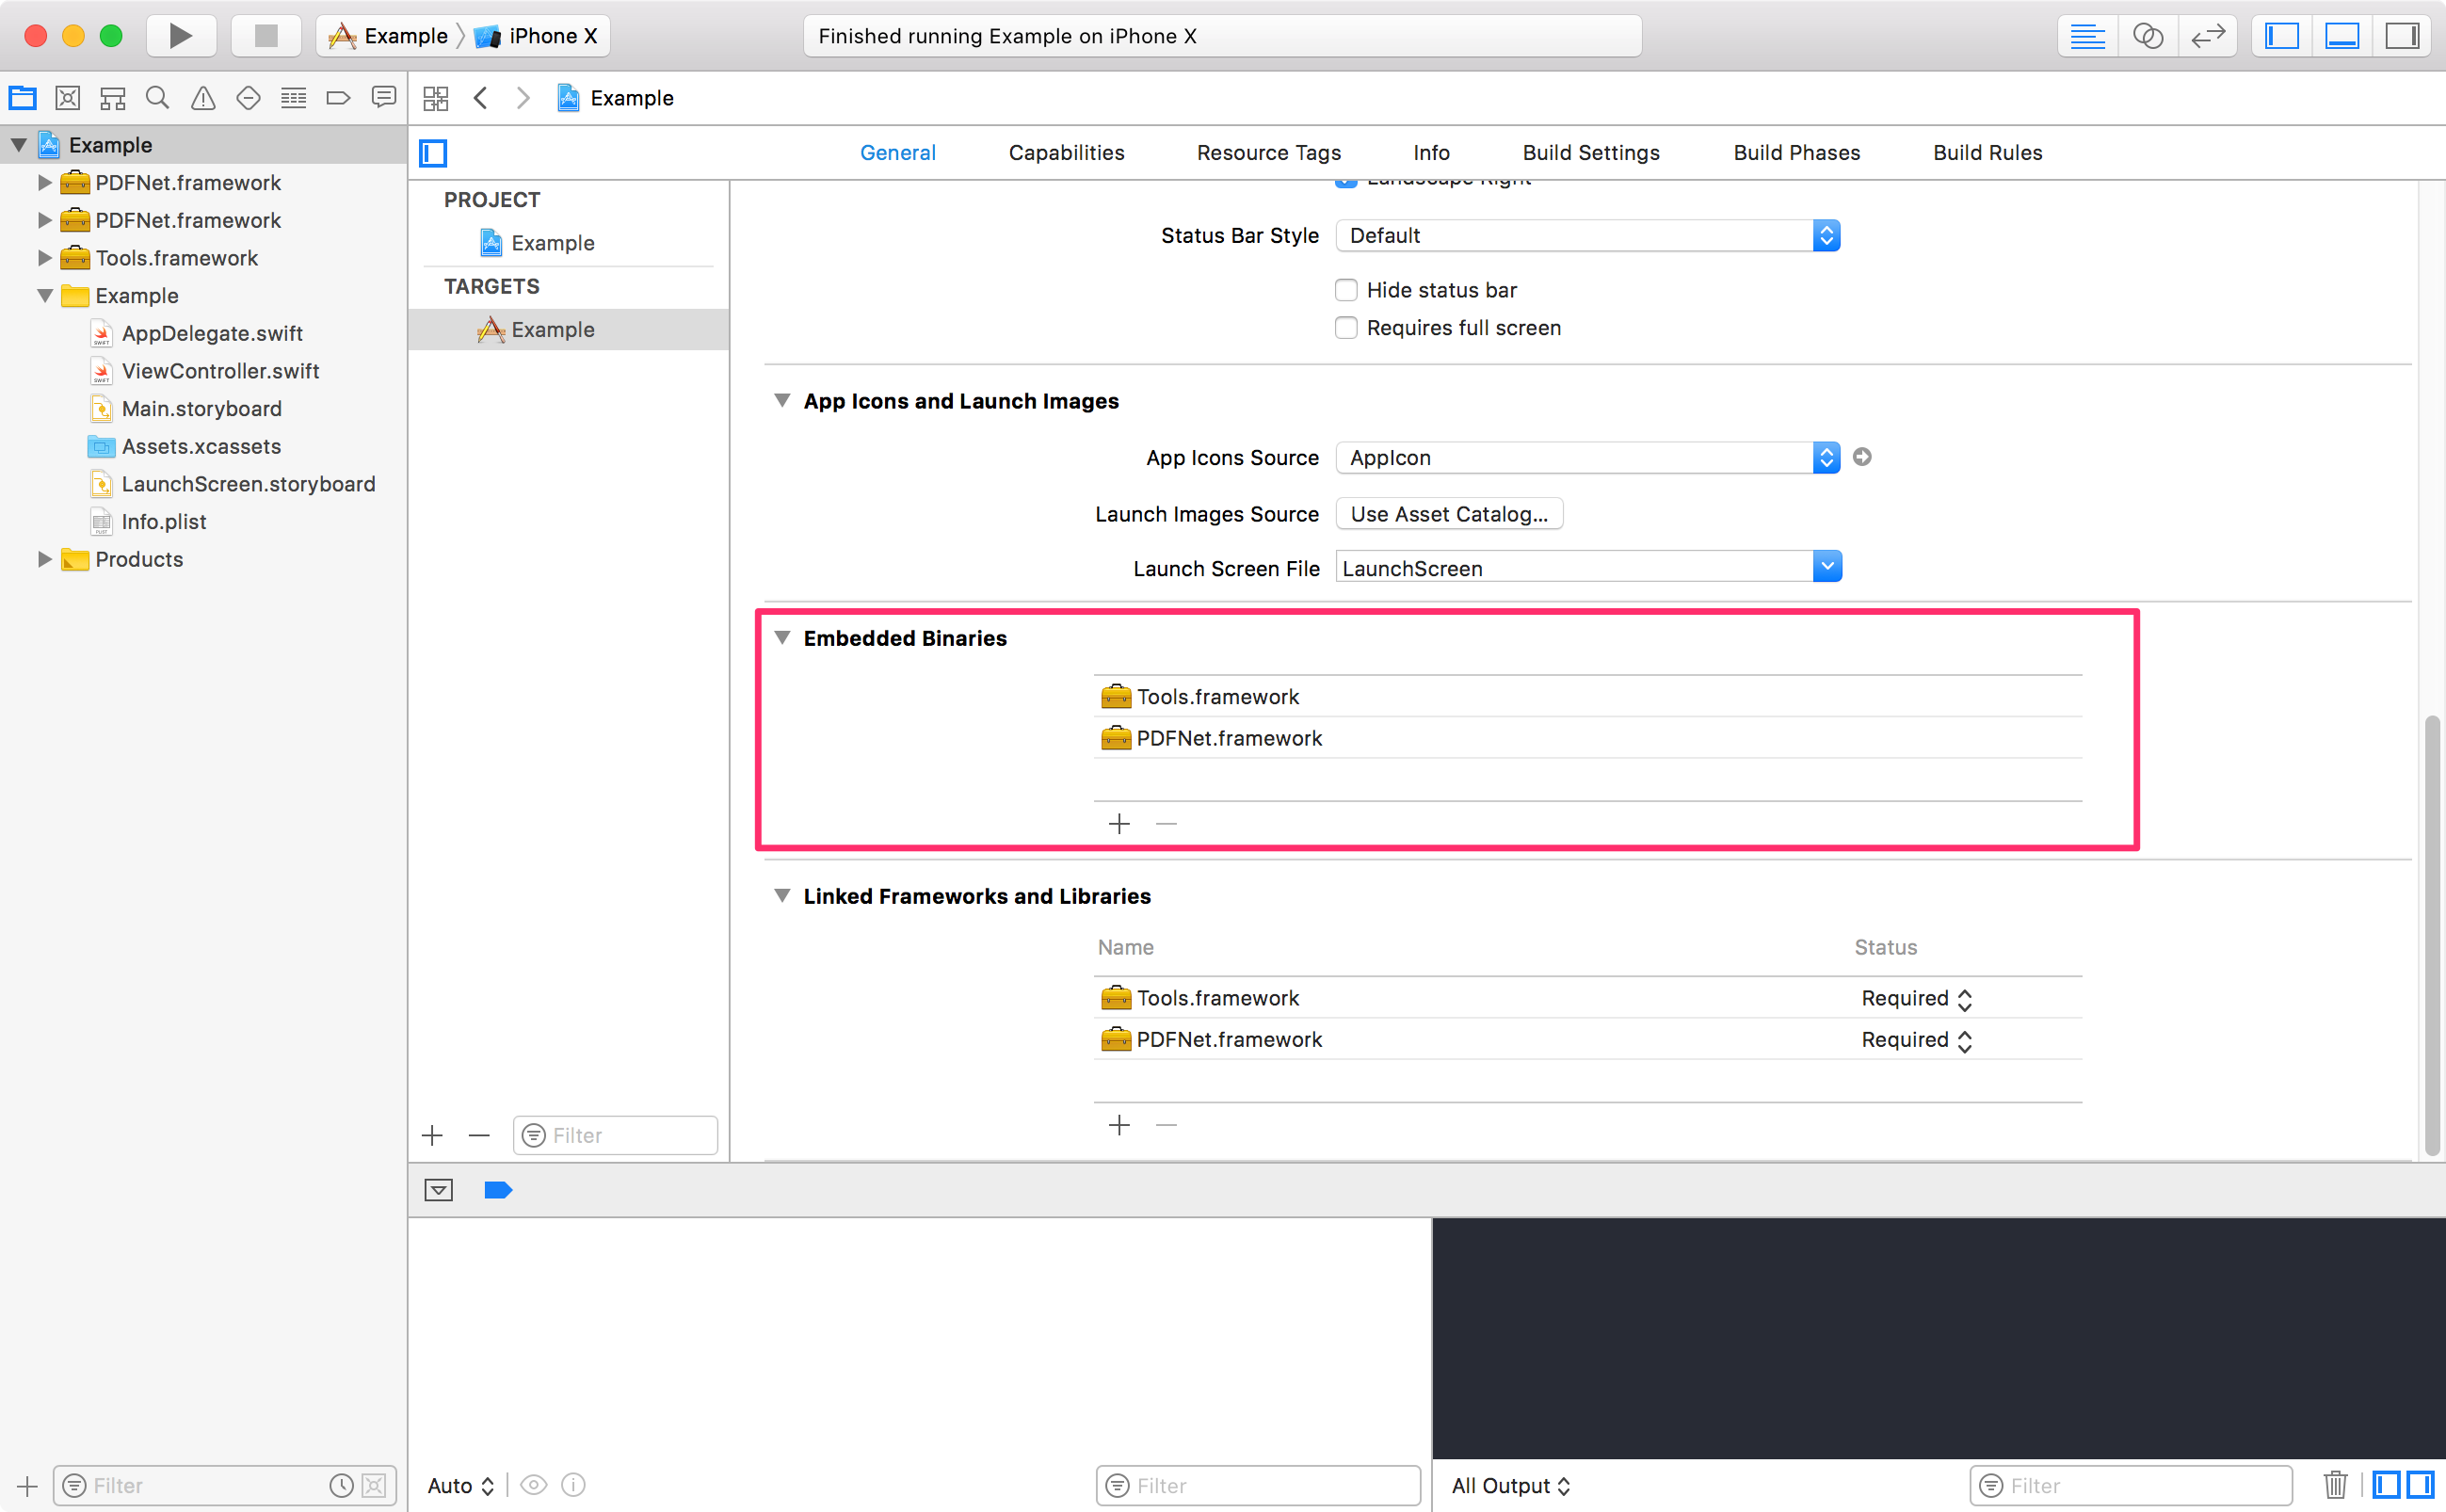 Example
iPhone X
Finished running Example on iPhone X
Example
Example
PDFNet.framework
PDFNet.framework
Tools.framework
Example
AppDelegate.swift
ViewController.swift
Main.storyboard
Assets.xcassets
LaunchScreen.storyboard
Info.plist
Products
Filter
General
Capabilities
Resource Tags
Info
Build Settings
Build Phases
Build Rules
PROJECT
Example
TARGETS
Example
Filter
Landscape Right
Status Bar Style
Default
Hide status bar
Requires full screen
App Icons and Launch Images
App Icons Source
AppIcon
Launch Images Source
Use Asset Catalog...
Launch Screen File
LaunchScreen
Embedded Binaries
Tools.framework
PDFNet.framework
Linked Frameworks and Libraries
Name
Status
Tools.framework
Required
PDFNet.framework
Required
Auto
Filter
All Output
Filter